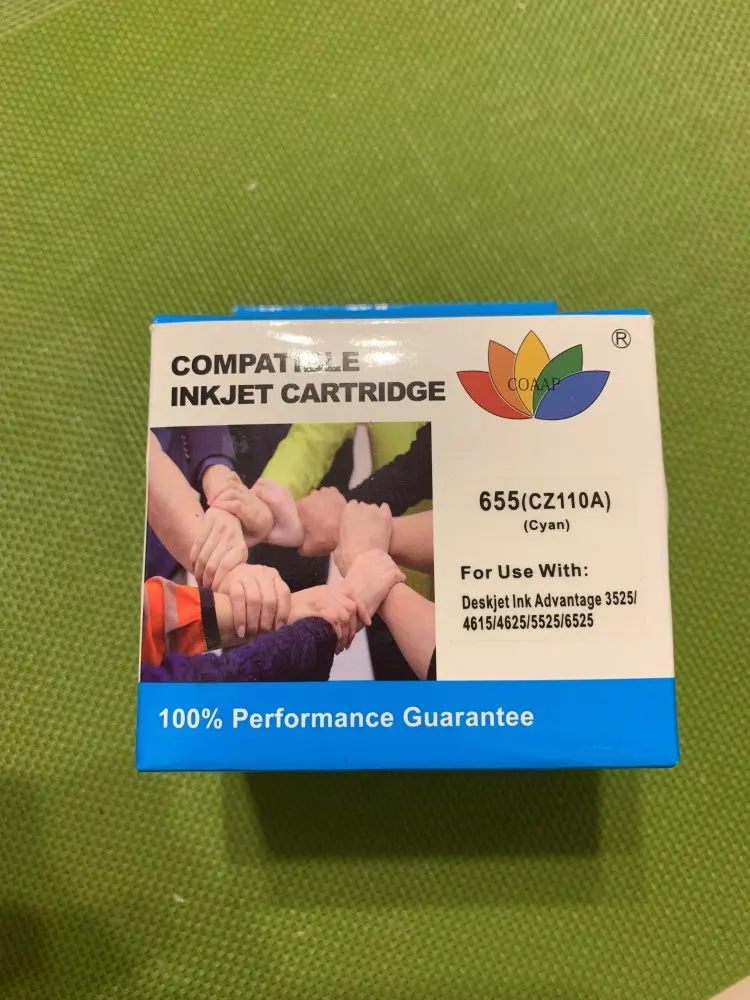 COMPATIBLE
INKJET CARTRIDGE
COAAP
®
655(CZ110A)
(Cyan)
For Use With:
Deskjet Ink Advantage 3525/
4615/4625/5525/6525
100% Performance Guarantee